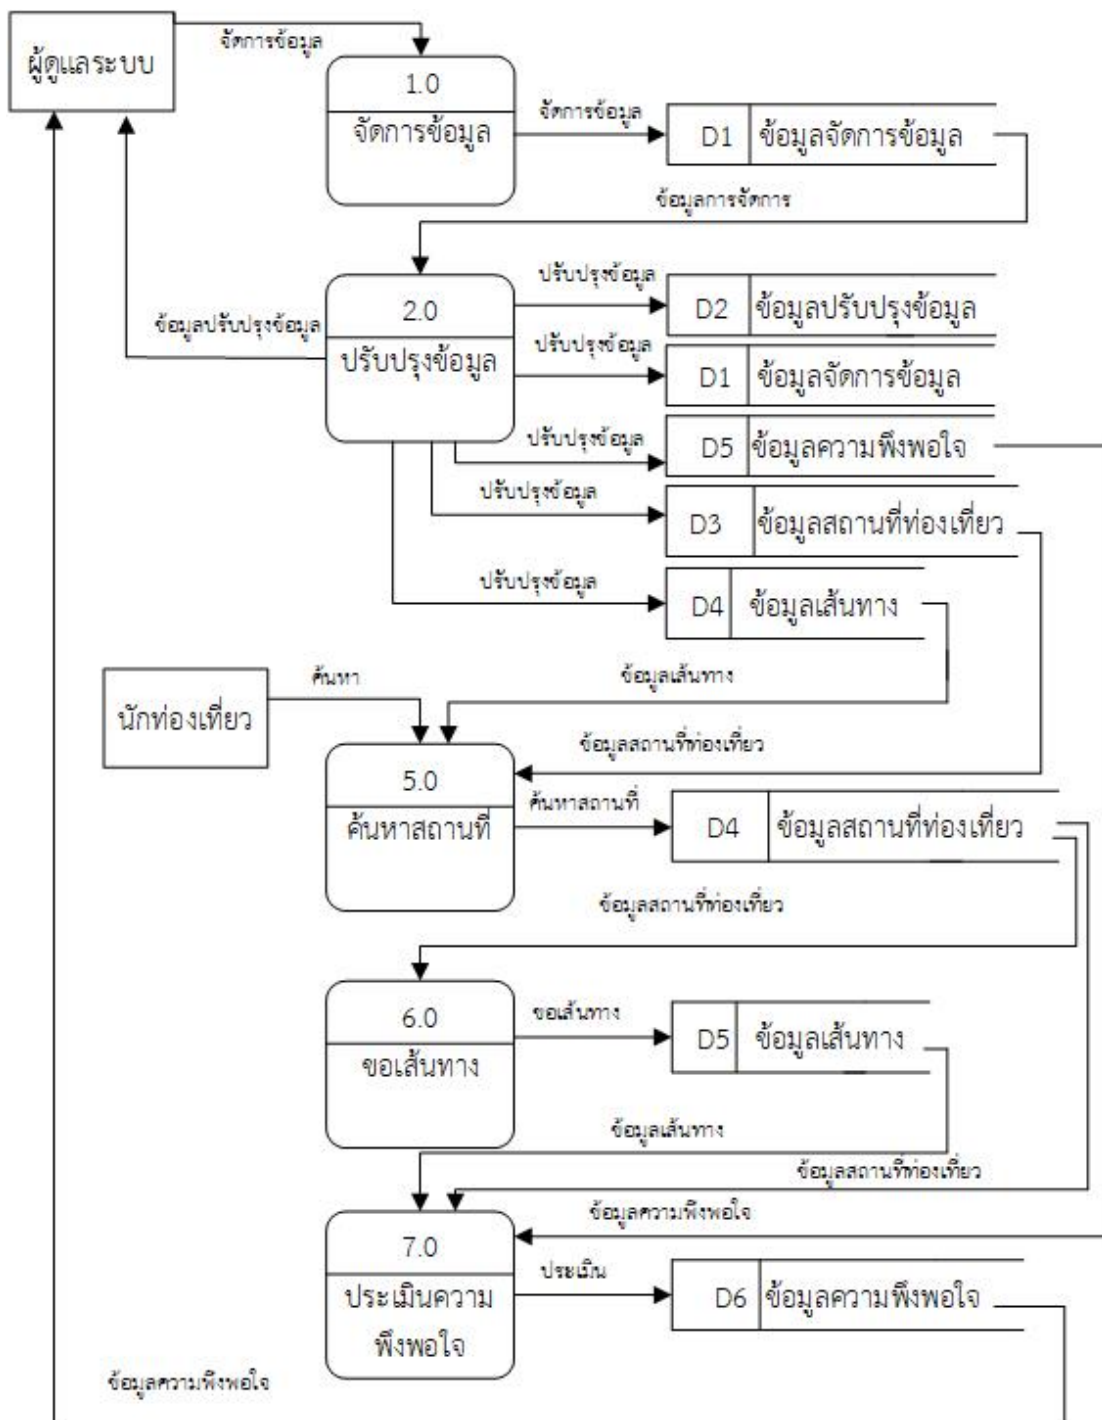 ผู้ดูแลระบบ
จัดการข้อมูล
1.0
จัดการข้อมูล
จัดการข้อมูล
D1 ข้อมูลจัดการข้อมูล
ข้อมูลการจัดการ
2.0
ปรับปรุงข้อมูล
ข้อมูลปรับปรุงข้อมูล
ปรับปรุงข้อมูล
D2 ข้อมูลปรับปรุงข้อมูล
ปรับปรุงข้อมูล
D1 ข้อมูลจัดการข้อมูล
ปรับปรุงข้อมูล
D5 ข้อมูลความพึงพอใจ
ปรับปรุงข้อมูล
D3 ข้อมูลสถานที่ท่องเที่ยว
ปรับปรุงข้อมูล
D4 ข้อมูลเส้นทาง
นักท่องเที่ยว
ค้นหา
ข้อมูลเส้นทาง
ข้อมูลสถานที่ท่องเที่ยว
5.0
ค้นหาสถานที่
ค้นหาสถานที่
D4 ข้อมูลสถานที่ท่องเที่ยว
ข้อมูลสถานที่ท่องเที่ยว
6.0
ขอเส้นทาง
ขอเส้นทาง
D5 ข้อมูลเส้นทาง
ข้อมูลเส้นทาง
ข้อมูลสถานที่ท่องเที่ยว
ข้อมูลความพึงพอใจ
7.0
ประเมินความ
พึงพอใจ
ประเมิน
D6 ข้อมูลความพึงพอใจ
ข้อมูลความพึงพอใจ